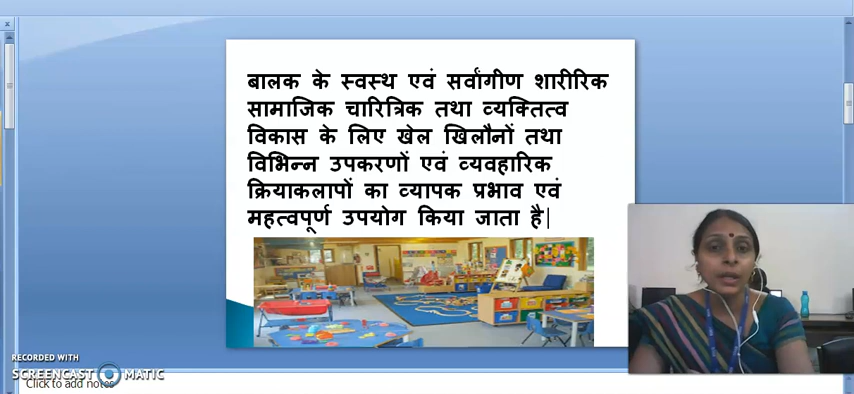 बालक के स्वस्थ एवं सर्वांगीण शारीरिक
सामाजिक चारित्रिक तथा व्यक्तित्व
विकास के लिए खेल खिलौनों तथा
विभिन्न उपकरणों एवं व्यवहारिक
क्रियाकलापों का व्यापक प्रभाव एवं
महत्वपूर्ण उपयोग किया जाता है|
RECORDED WITH
SCREENCAST MATIC
Click to add notes